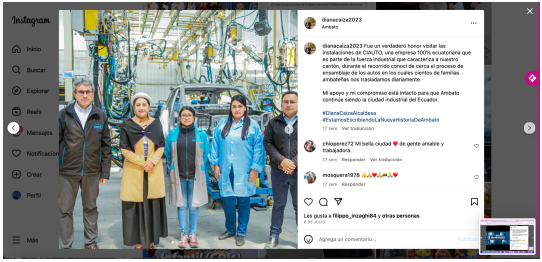 Instagram
Inicio
Buscar
Explorar
Reels
Mensajes
Notificacion
Crear
Perfil
Más
dianacaiza2023
Ambato
dianacaiza2023 Fue un verdadero honor visitar las
instalaciones de CIAUTO, una empresa 100% ecuatoriana que
es parte de la fuerza industrial que caracteriza a nuestro
cantón, durante el recorrido conocí de cerca el proceso de
ensamblaje de los autos en los cuales cientos de familias
ambateñas nos trasladamos diariamente.
Mi apoyo y mi compromiso está intacto para que Ambato
continúe siendo la ciudad industrial del Ecuador.
#DianaCaizaAlcaldesa
#EstamosEscribiendoLaNuevaHistoriaDeAmbato
17 sem Ver traducción
chioperez72 Mi bella ciudad ❤️ de gente amable y
trabajadora.
17 sem Responder Ver traducción
mosquera1978
17 sem Responder
Les gusta a filippo_inzaghi84 y otras personas
6 DE JULIO
Agrega un comentario...